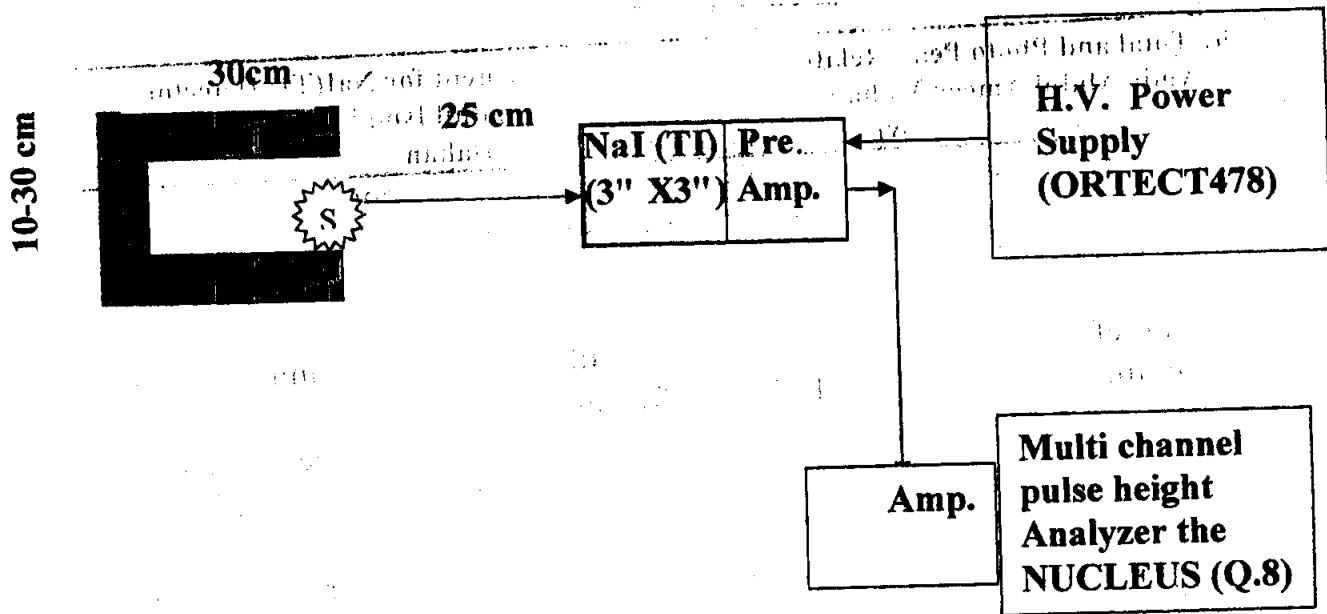 30cm
25 cm
10-30 cm
S
NaI (TI)
(3" X3")
Pre.
Amp.
H.V. Power
Supply
(ORTECT478)
Amp.
Multi channel
pulse height
Analyzer the
NUCLEUS (Q.8)